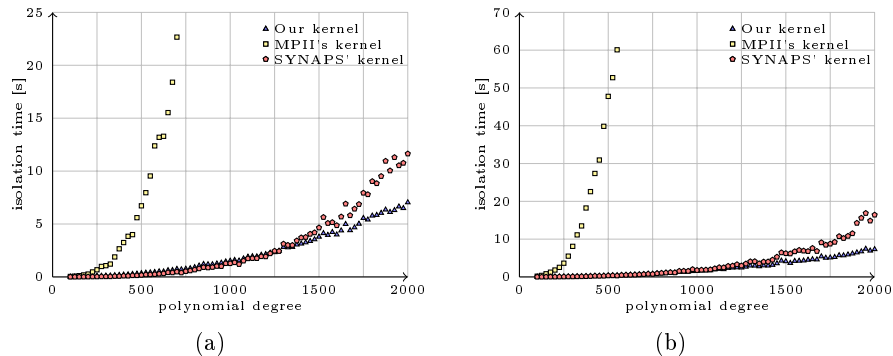 25
20
15
10
5
0
0
500
1000
1500
2000
isolation time [s]
polynomial degree
Our kernel
MPII's kernel
SYNAPS' kernel
(a)
70
60
50
40
30
20
10
0
0
500
1000
1500
2000
isolation time [s]
polynomial degree
Our kernel
MPII's kernel
SYNAPS' kernel
(b)